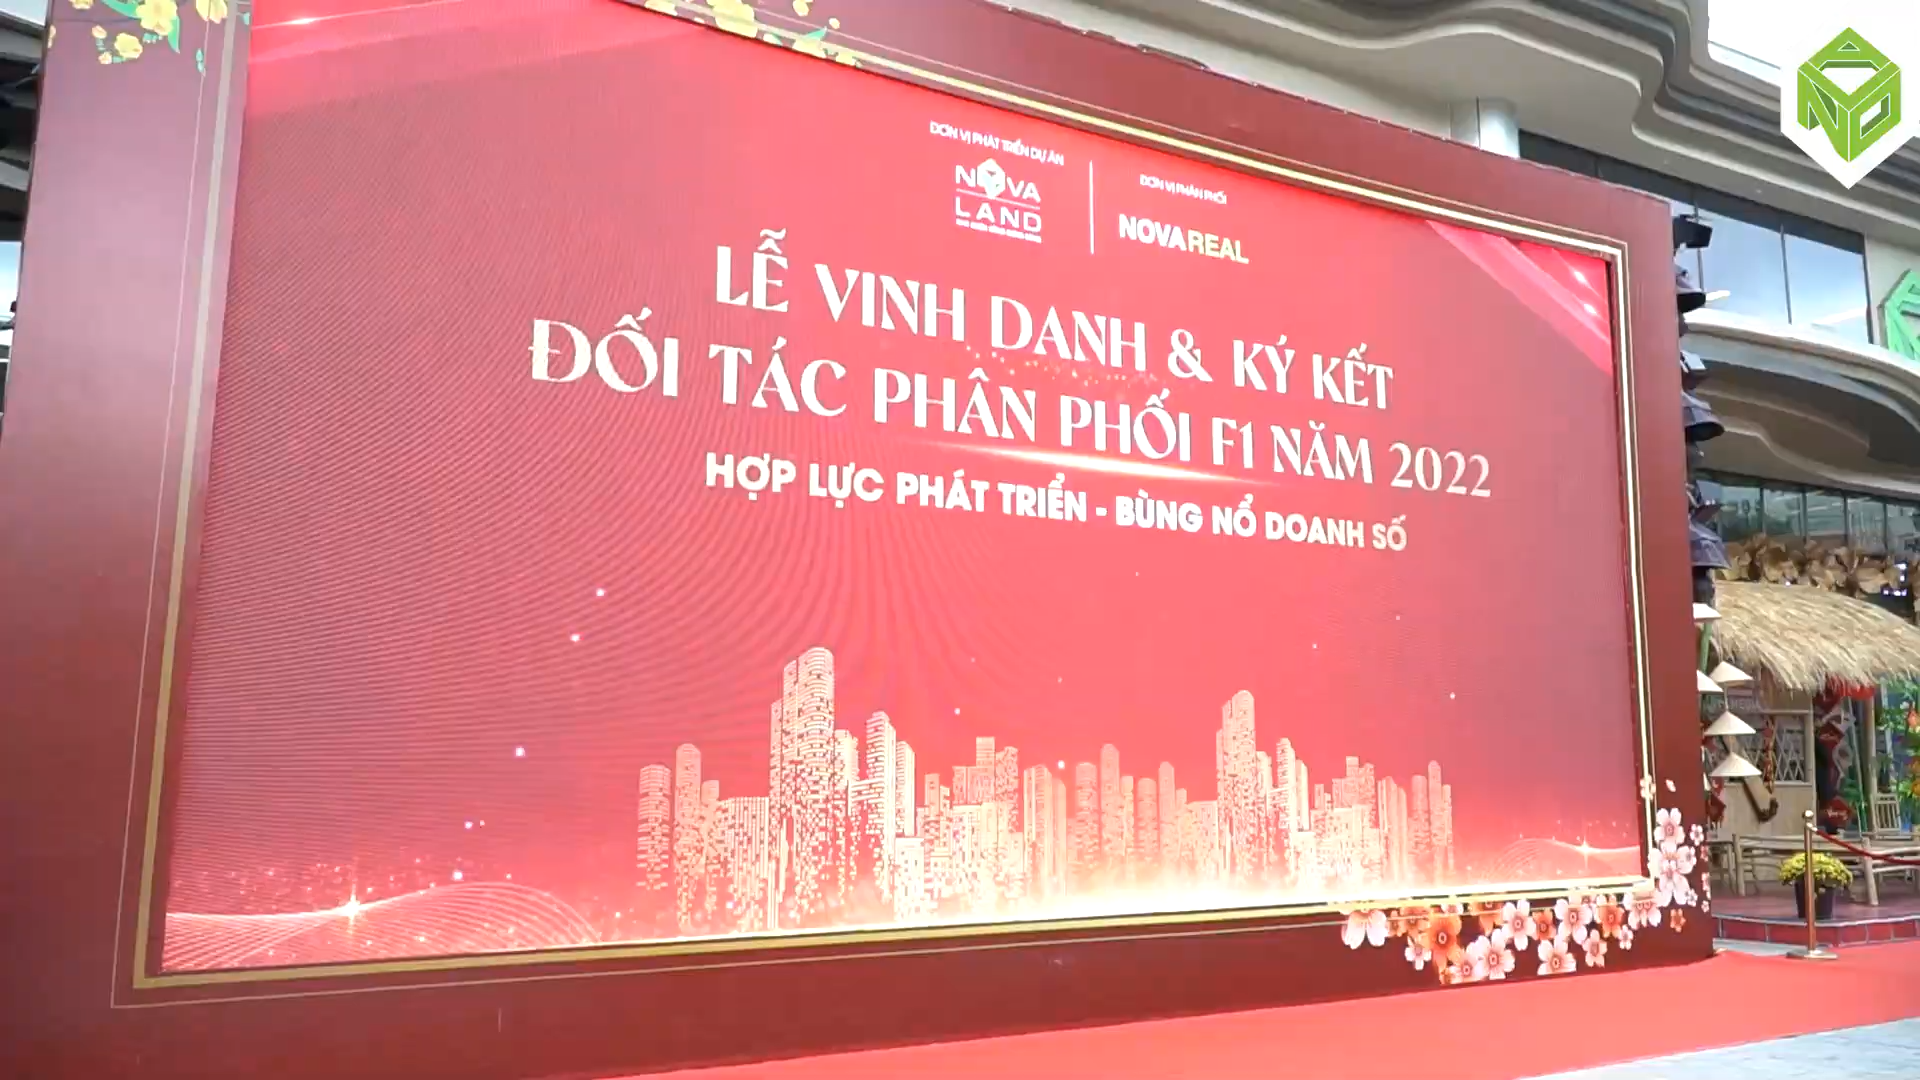 ĐƠN VỊ PHÁT TRIỂN DỰ ÁN
NOVA
LAND
ĐƠN VỊ PHÂN PHỐI
NOVAREAL
LỄ VINH DANH & KÝ KẾT
ĐỐI TÁC PHÂN PHỐI F1 NĂM 2022
HỢP LỰC PHÁT TRIỂN - BÙNG NỔ DOANH SỐ